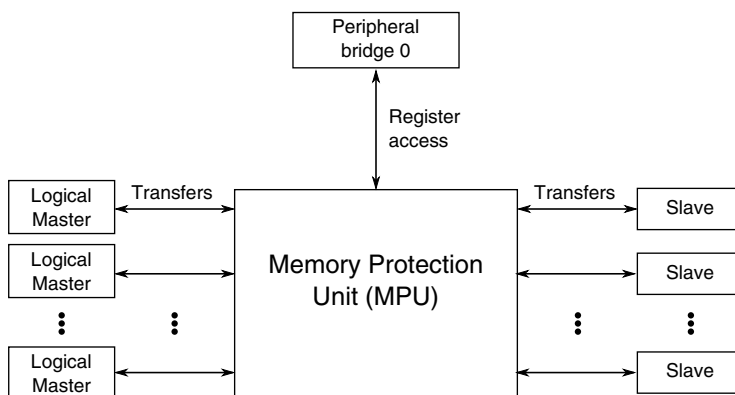 Peripheral
bridge 0
Register
access
Logical
Master
Transfers
Transfers
Slave
Logical
Master
Memory Protection
Unit (MPU)
Slave
Logical
Master
Slave